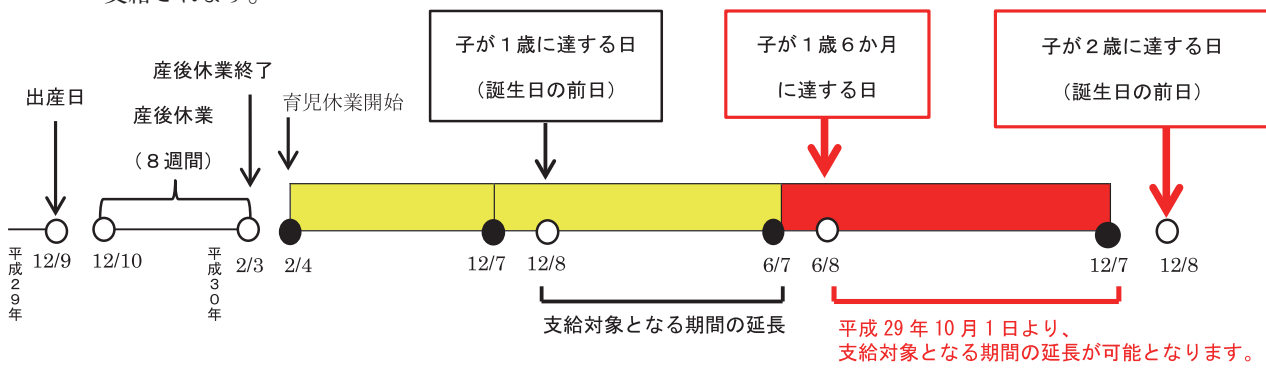 支給されます。
出産日
産後休業終了
産後休業
（８週間）
育児休業開始
子が１歳に達する日
（誕生日の前日）
子が１歳６か月
に達する日
子が２歳に達する日
（誕生日の前日）
平成２９年
12/9
12/10
平成３０年
2/3
2/4
12/7
12/8
6/7
6/8
12/7
12/8
支給対象となる期間の延長
平成 29 年 10 月 1 日より、
支給対象となる期間の延長が可能となります。